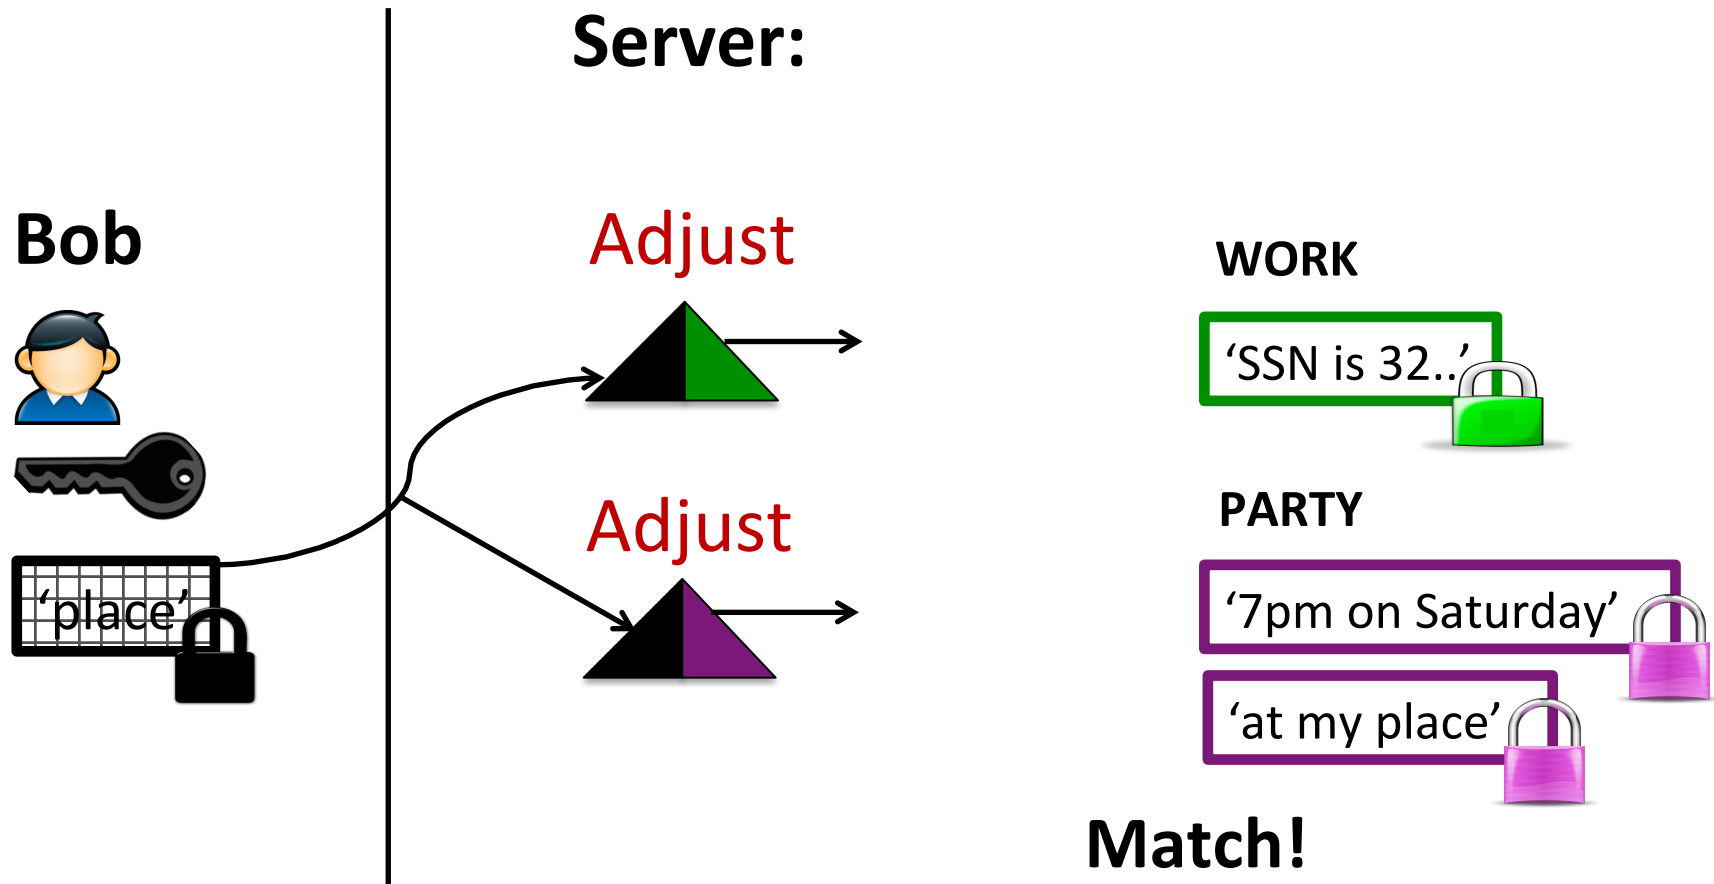 Server:
Bob
Adjust
WORK
‘SSN is 32..’
Adjust
PARTY
‘place’
‘7pm on Saturday’
‘at my place’
Match!